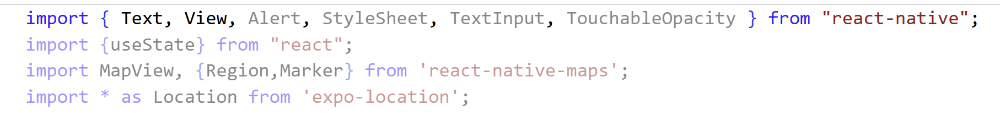 import { Text, View, Alert, StyleSheet, TextInput, TouchableOpacity } from "react-native";
import {useState} from "react";
import MapView, {Region,Marker} from 'react-native-maps';
import * as Location from 'expo-location';